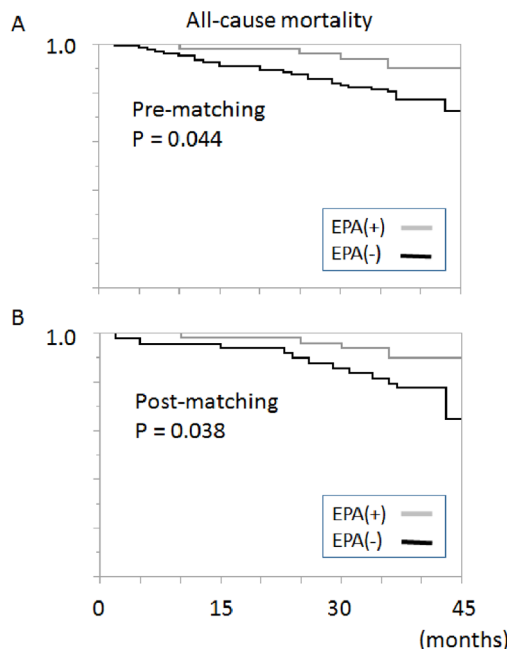 A
All-cause mortality
1.0
Pre-matching
P = 0.044
EPA(+)
EPA(-)
B
1.0
Post-matching
P = 0.038
EPA(+)
EPA(-)
0 15 30 45
(months)